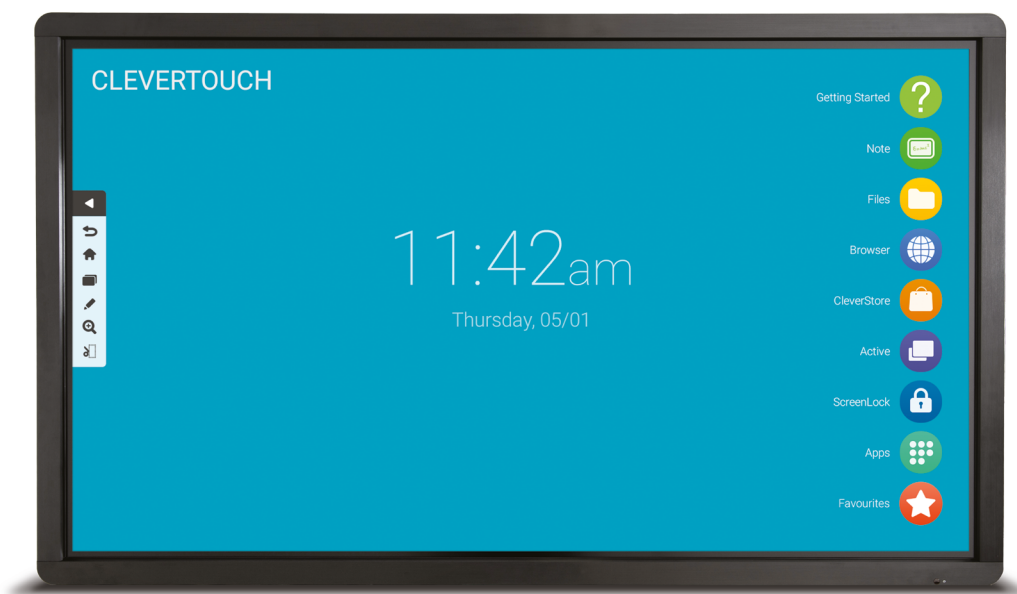 CLEVERTOUCH
11:42am
Thursday, 05/01
Getting Started
?
Note
Files
Browser
CleverStore
Active
ScreenLock
Apps
Favourites